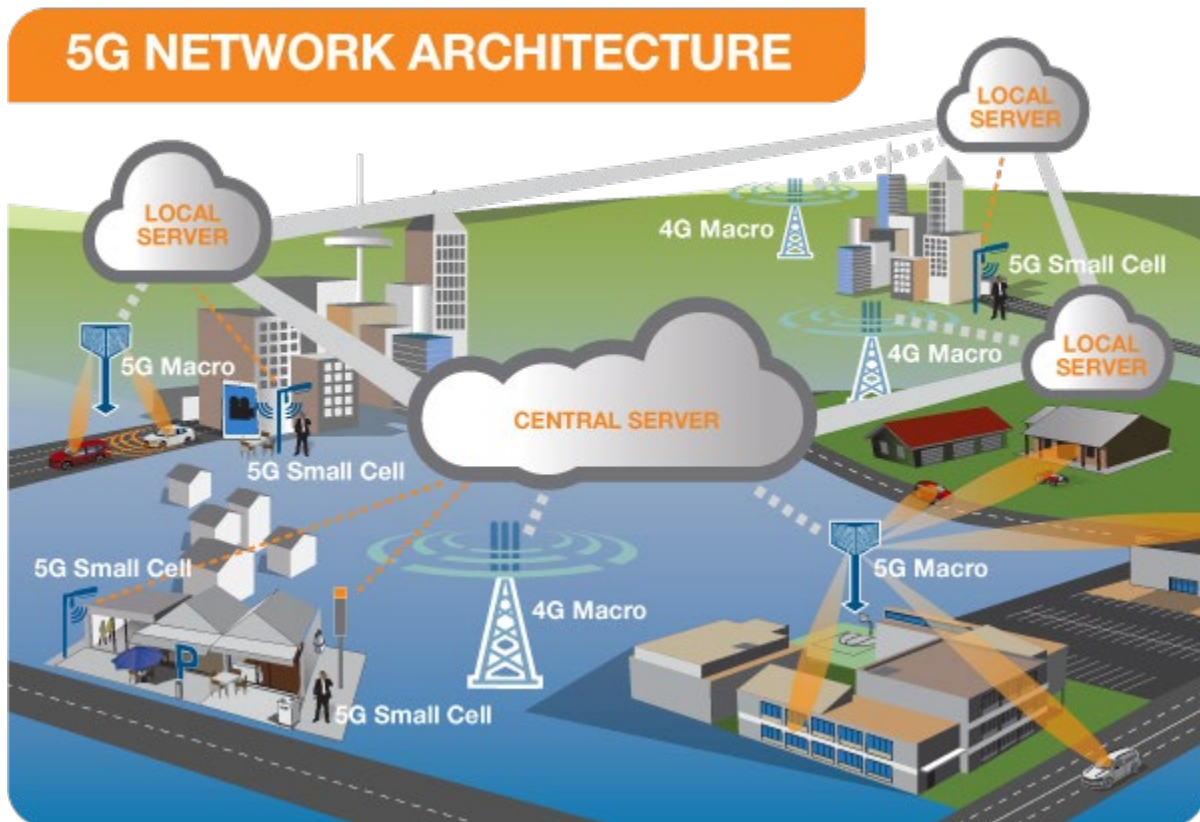 5G NETWORK ARCHITECTURE
LOCAL
SERVER
LOCAL
SERVER
4G Macro
5G Small Cell
5G Macro
4G Macro
LOCAL
SERVER
CENTRAL SERVER
5G Small Cell
5G Small Cell
5G Macro
4G Macro
P
5G Small Cell